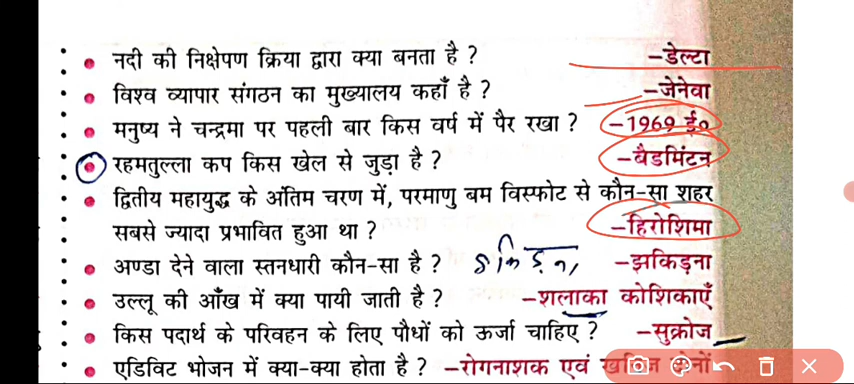 नदी की निक्षेपण क्रिया द्वारा क्या बनता है ? –डेल्टा
विश्व व्यापार संगठन का मुख्यालय कहाँ है ? –जेनेवा
मनुष्य ने चन्द्रमा पर पहली बार किस वर्ष में पैर रखा ? –1969 ई०
रहमतुल्ला कप किस खेल से जुड़ा है ? –बैडमिंटन
द्वितीय महायुद्ध के अंतिम चरण में, परमाणु बम विस्फोट से कौन-सा शहर
सबसे ज्यादा प्रभावित हुआ था ? –हिरोशिमा
अण्डा देने वाला स्तनधारी कौन-सा है ? –झकिड़ना
उल्लू की आँख में क्या पायी जाती है ? –शलाका कोशिकाएँ
किस पदार्थ के परिवहन के लिए पौधों को ऊर्जा चाहिए ? –सुक्रोज
एडिविट भोजन में क्या-क्या होता है ? –रोगनाशक एवं खनिज दोनों